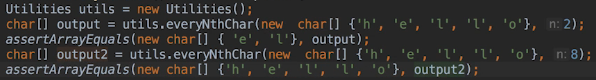 Utilities utils = new Utilities();
char[] output = utils.everyNthChar(new  char[] {'h', 'e', 'l', 'l', 'o'}, n: 2);
assertArrayEquals(new char[] { 'e', 'l'}, output);
char[] output2 = utils.everyNthChar(new  char[] {'h', 'e', 'l', 'l', 'o'}, n: 8);
assertArrayEquals(new char[] {'h', 'e', 'l', 'l', 'o'}, output2);